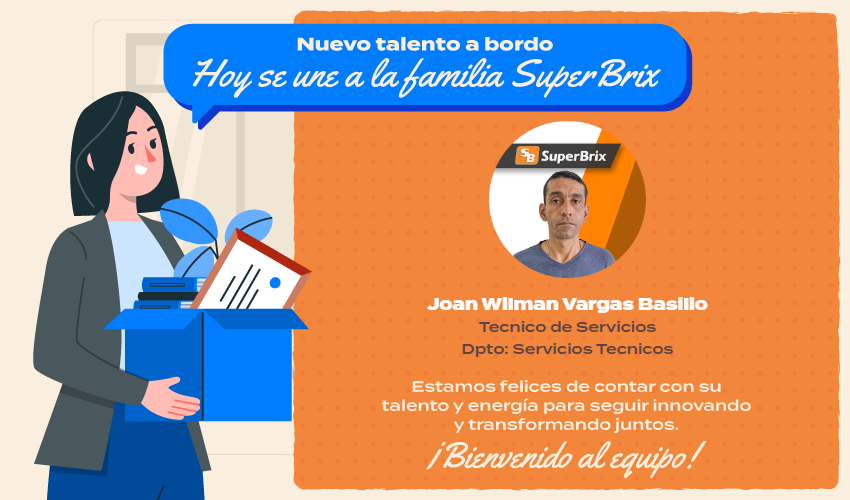 Nuevo talento a bordo
Hoy se une a la familia SuperBrix
SB SuperBrix
Joan Wilman Vargas Basilio
Tecnico de Servicios
Dpto: Servicios Tecnicos
Estamos felices de contar con su
talento y energía para seguir innovando
y transformando juntos.
¡Bienvenido al equipo!